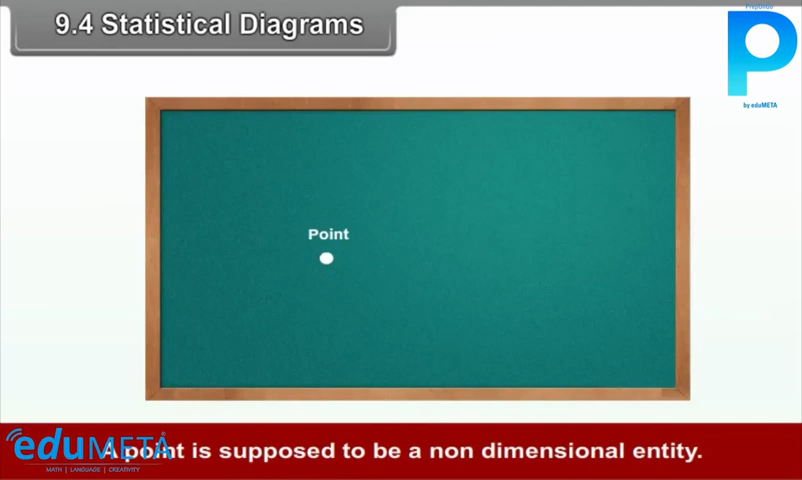 9.4 Statistical Diagrams
Prepondo
P
by eduMETA
Point
A point is supposed to be a non dimensional entity.
eduMETA
MATH | LANGUAGE | CREATIVITY